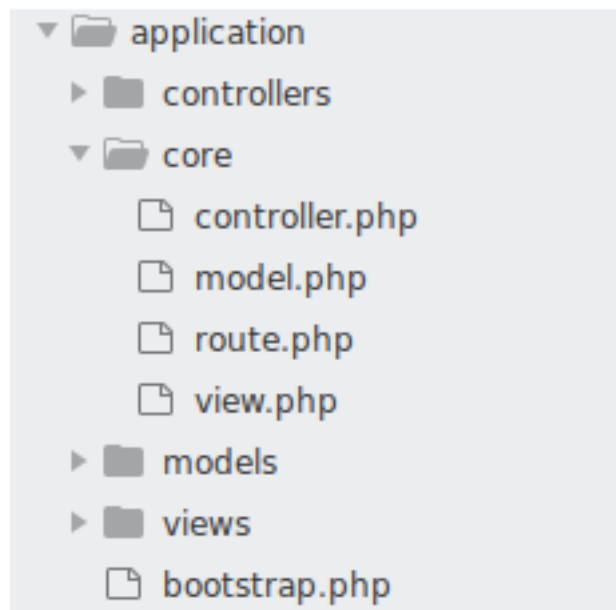 application
controllers
core
controller.php
model.php
route.php
view.php
models
views
bootstrap.php